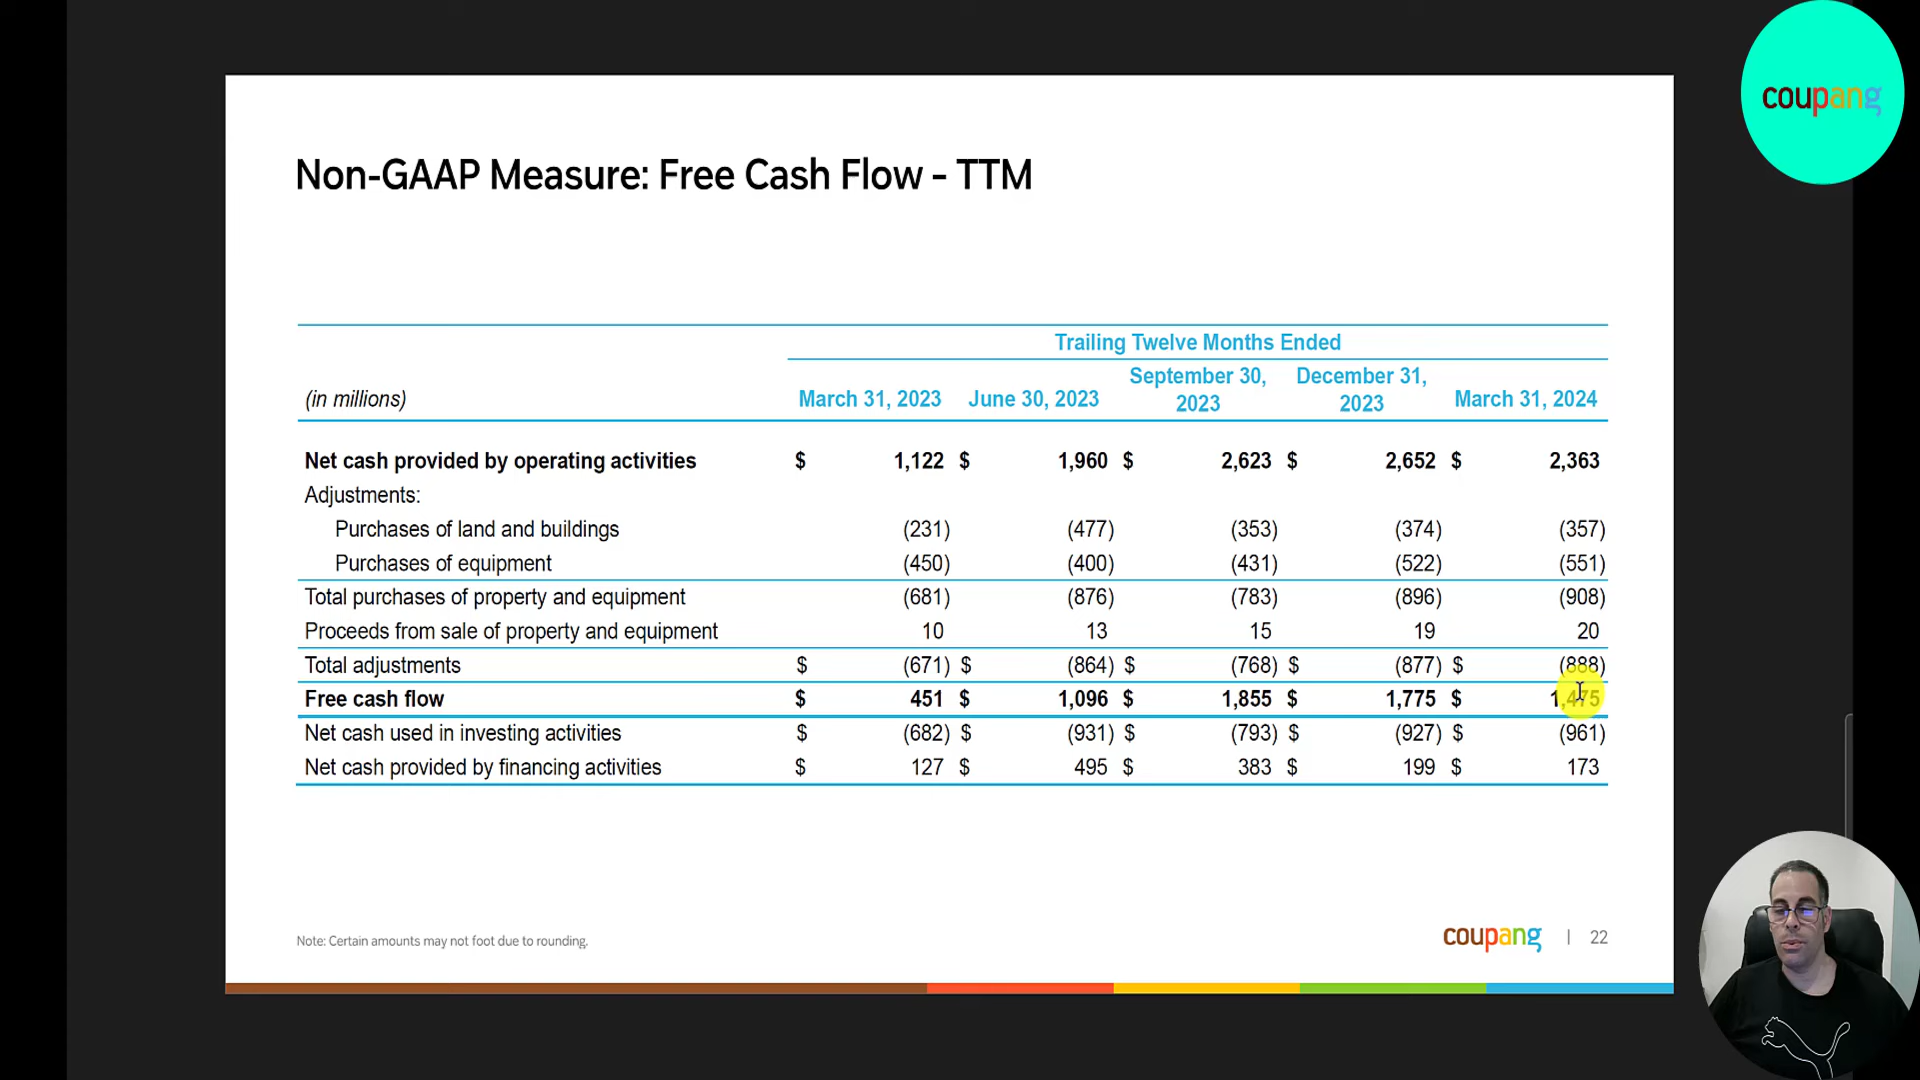 coupang
Non-GAAP Measure: Free Cash Flow – TTM
Trailing Twelve Months Ended
(in millions) March 31, 2023 June 30, 2023 September 30, 2023 December 31, 2023 March 31, 2024
Net cash provided by operating activities $ 1,122 $ 1,960 $ 2,623 $ 2,652 $ 2,363
Adjustments:
Purchases of land and buildings (231) (477) (353) (374) (357)
Purchases of equipment (450) (400) (431) (522) (551)
Total purchases of property and equipment (681) (876) (783) (896) (908)
Proceeds from sale of property and equipment 10 13 15 19 20
Total adjustments $ (671) $ (864) $ (768) $ (877) $ (888)
Free cash flow $ 451 $ 1,096 $ 1,855 $ 1,775 $ 1,475
Net cash used in investing activities $ (682) $ (931) $ (793) $ (927) $ (961)
Net cash provided by financing activities $ 127 $ 495 $ 383 $ 199 $ 173
Note: Certain amounts may not foot due to rounding.
coupang | 22